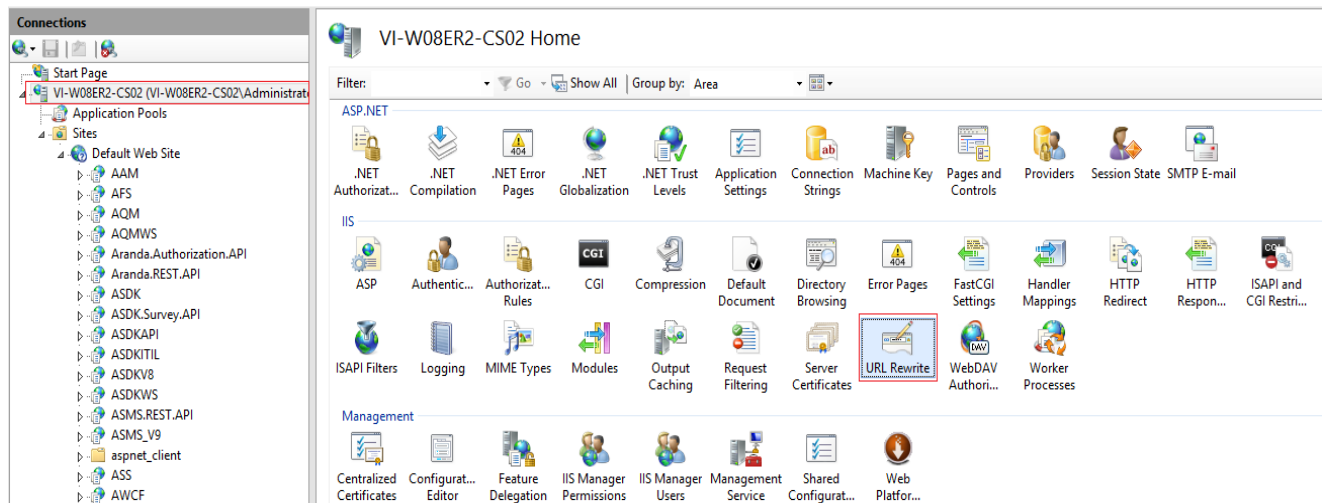 Connections
Start Page
VI-W08ER2-CS02 (VI-W08ER2-CS02\Administrato
Application Pools
Sites
Default Web Site
AAM
AFS
AQM
AQMWS
Aranda.Authorization.API
Aranda.REST.API
ASDK
ASDK.Survey.API
ASDKAPI
ASDKITIL
ASDKV8
ASDKWS
ASMS.REST.API
ASMS_V9
aspnet_client
ASS
AWCF
VI-W08ER2-CS02 Home
Filter: Go Show All Group by: Area
ASP.NET
.NET Authorizat...
.NET Compilation
.NET Error Pages
404
.NET Globalization
.NET Trust Levels
Application Settings
ab
Connection Strings
Machine Key
Pages and Controls
Providers
Session State
SMTP E-mail
IIS
ASP
Authentic...
Authorizat... Rules
CGI
CGI
Compression
Default Document
Directory Browsing
404
Error Pages
FastCGI Settings
Handler Mappings
HTTP Redirect
HTTP Respon...
CGI
ISAPI and CGI Restri...
ISAPI Filters
Logging
MIME Types
Modules
Output Caching
Request Filtering
Server Certificates
URL Rewrite
DAV
WebDAV Authori...
Worker Processes
Management
Centralized Certificates
Configurat... Editor
Feature Delegation
IIS Manager Permissions
IIS Manager Users
Management Service
Shared Configurat...
Web Platfor...